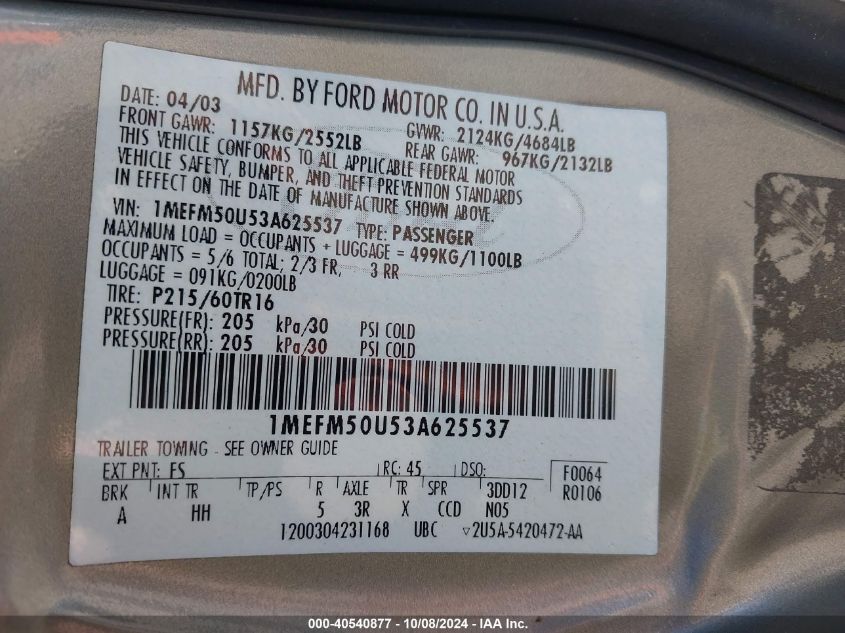 MFD. BY FORD MOTOR CO. IN U.S.A.
DATE: 04/03 GVWR: 2124KG/4684LB
FRONT GAWR: 1157KG/2552LB REAR GAWR: 967KG/2132LB
THIS VEHICLE CONFORMS TO ALL APPLICABLE FEDERAL MOTOR
VEHICLE SAFETY, BUMPER, AND THEFT PREVENTION STANDARDS
IN EFFECT ON THE DATE OF MANUFACTURE SHOWN ABOVE.
VIN: 1MEFM50U53A625537 TYPE: PASSENGER
MAXIMUM LOAD = OCCUPANTS + LUGGAGE = 499KG/1100LB
OCCUPANTS = 5/6 TOTAL; 2/3 FR, 3 RR
LUGGAGE = 091KG/0200LB
TIRE: P215/60TR16
PRESSURE(FR): 205 kPa/30 PSI COLD
PRESSURE(RR): 205 kPa/30 PSI COLD
1MEFM50U53A625537
TRAILER TOWING - SEE OWNER GUIDE
EXT PNT: FS RC: 45 DSO: F0064
BRK INT TR TP/PS R AXLE TR SPR 3DD12 R0106
A HH 5 3R X CCD N05
1200304231168 UBC ▽2U5A-5420472-AA
000-40540877 - 10/08/2024 - IAA Inc.